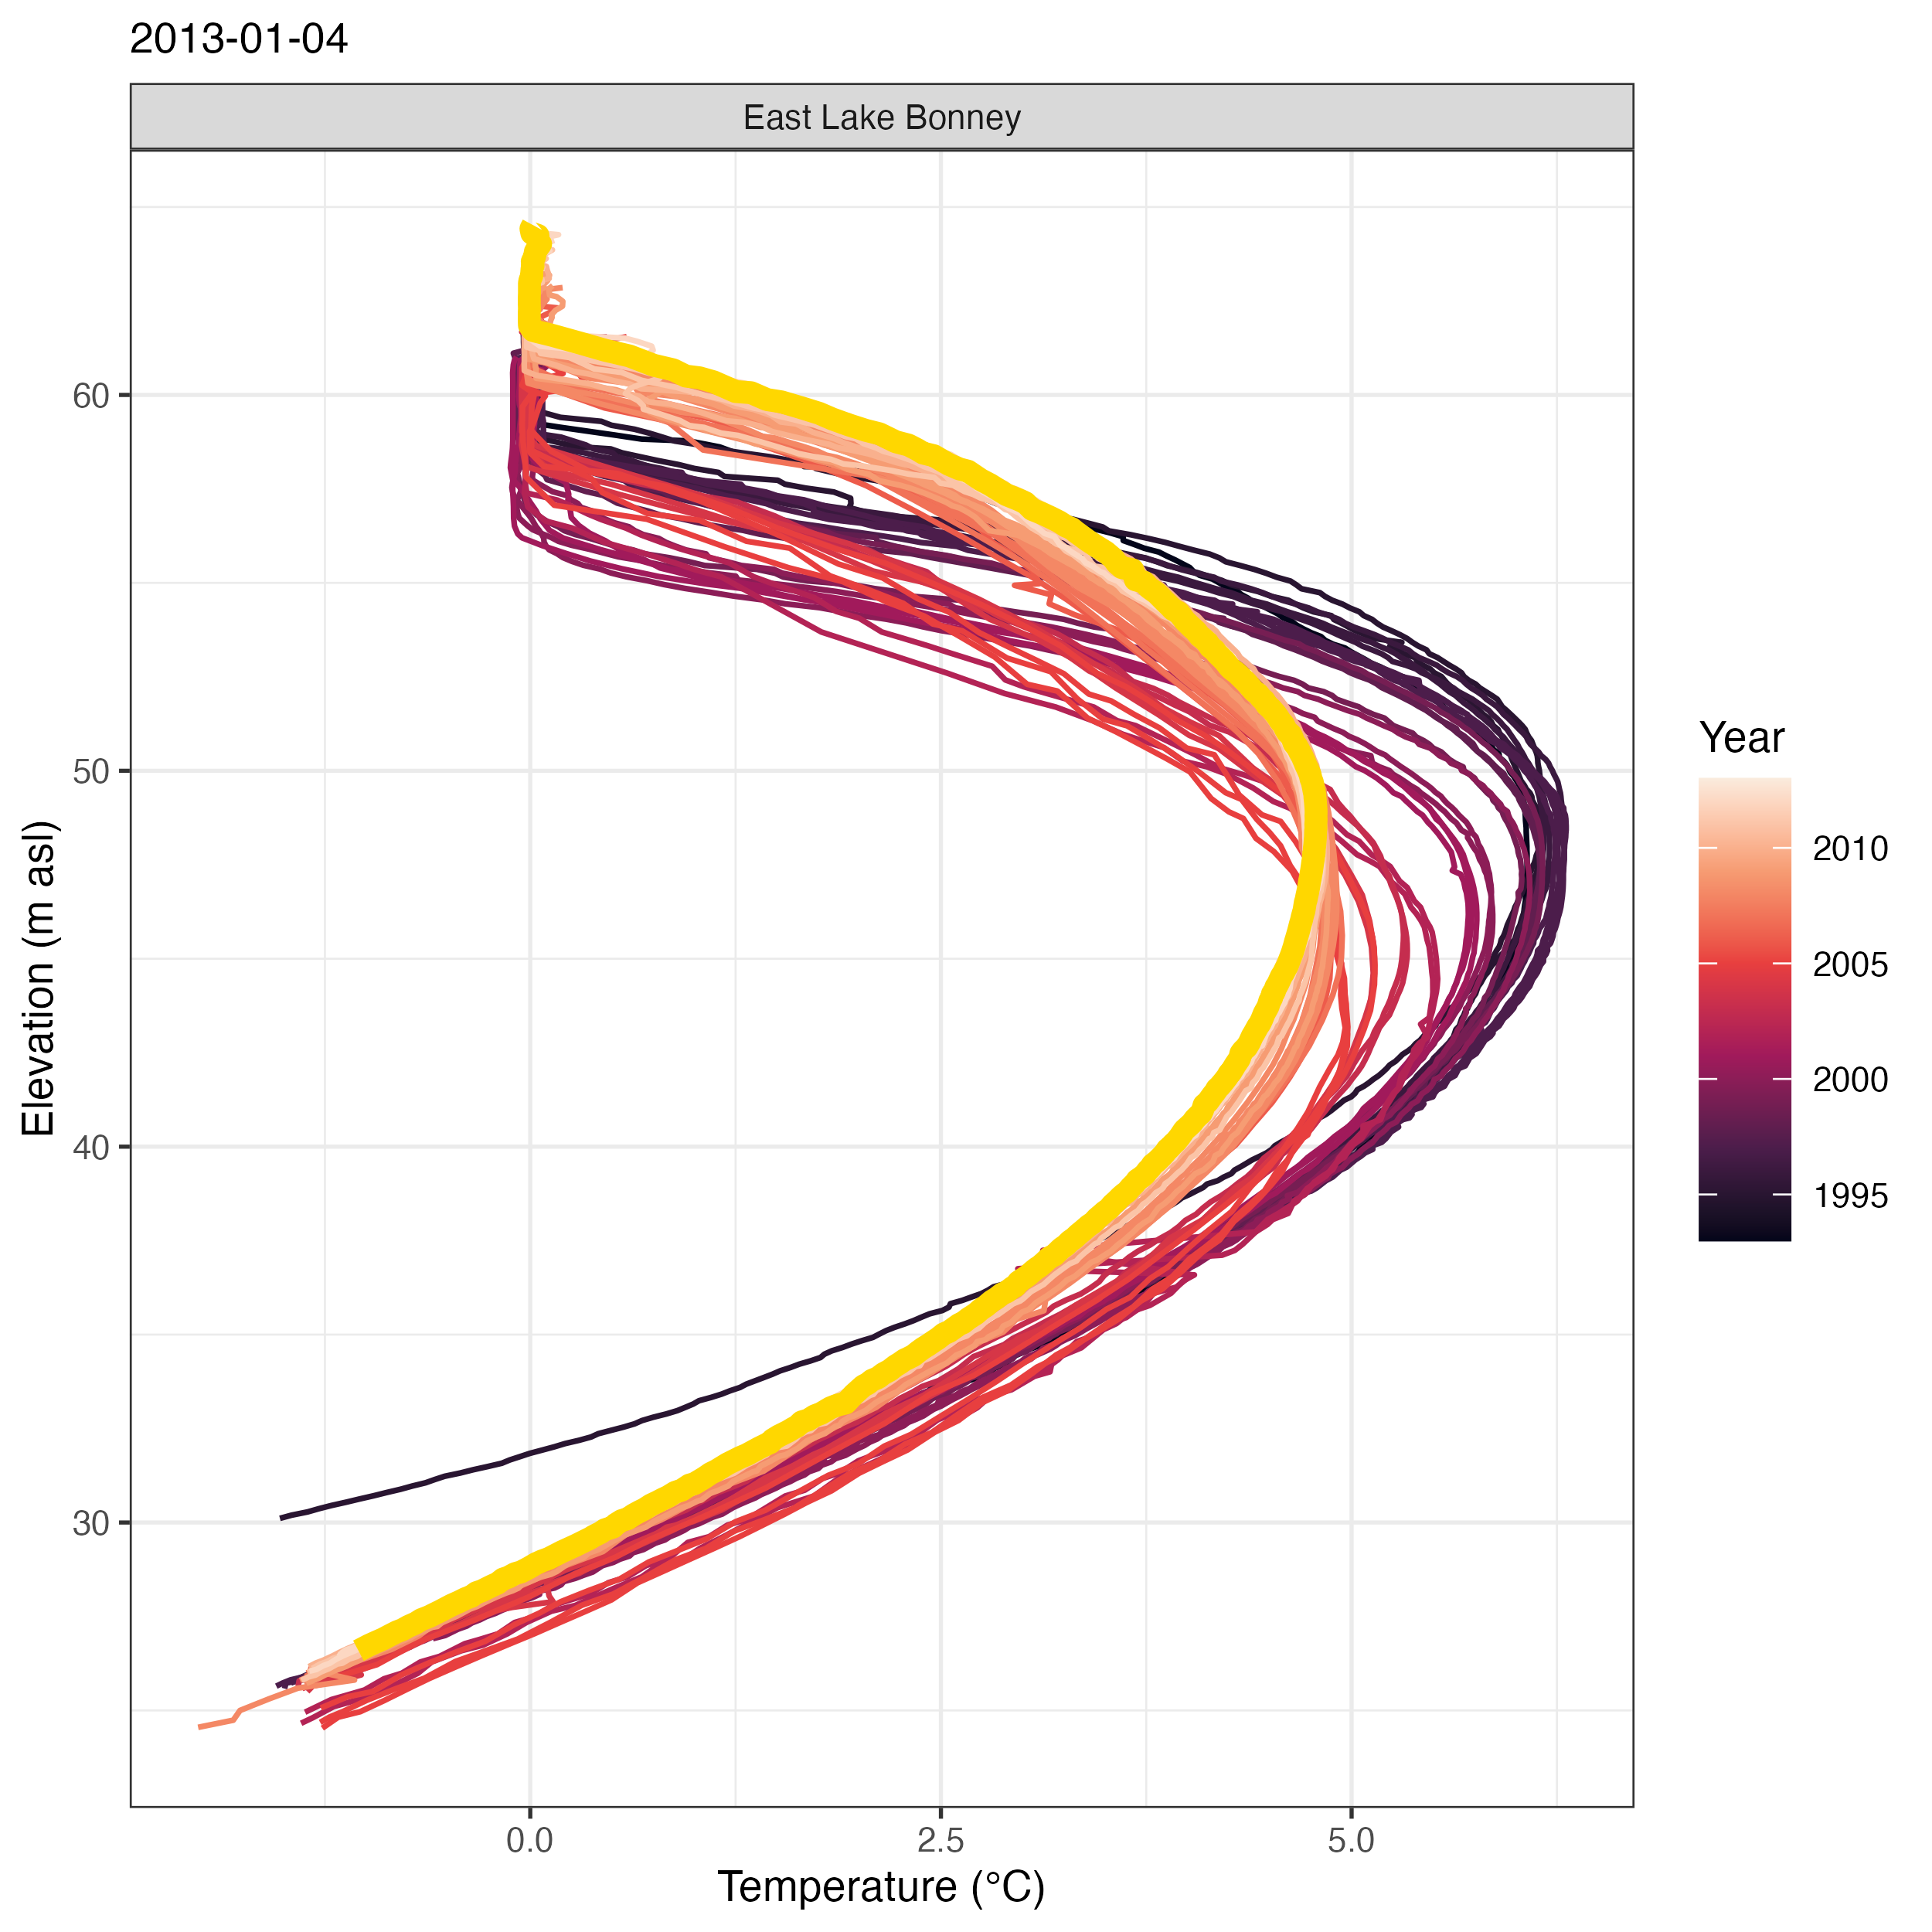 2013-01-04
East Lake Bonney
60
50
40
30
Elevation (m asl)
0.0 2.5 5.0
Temperature (°C)
Year
2010
2005
2000
1995